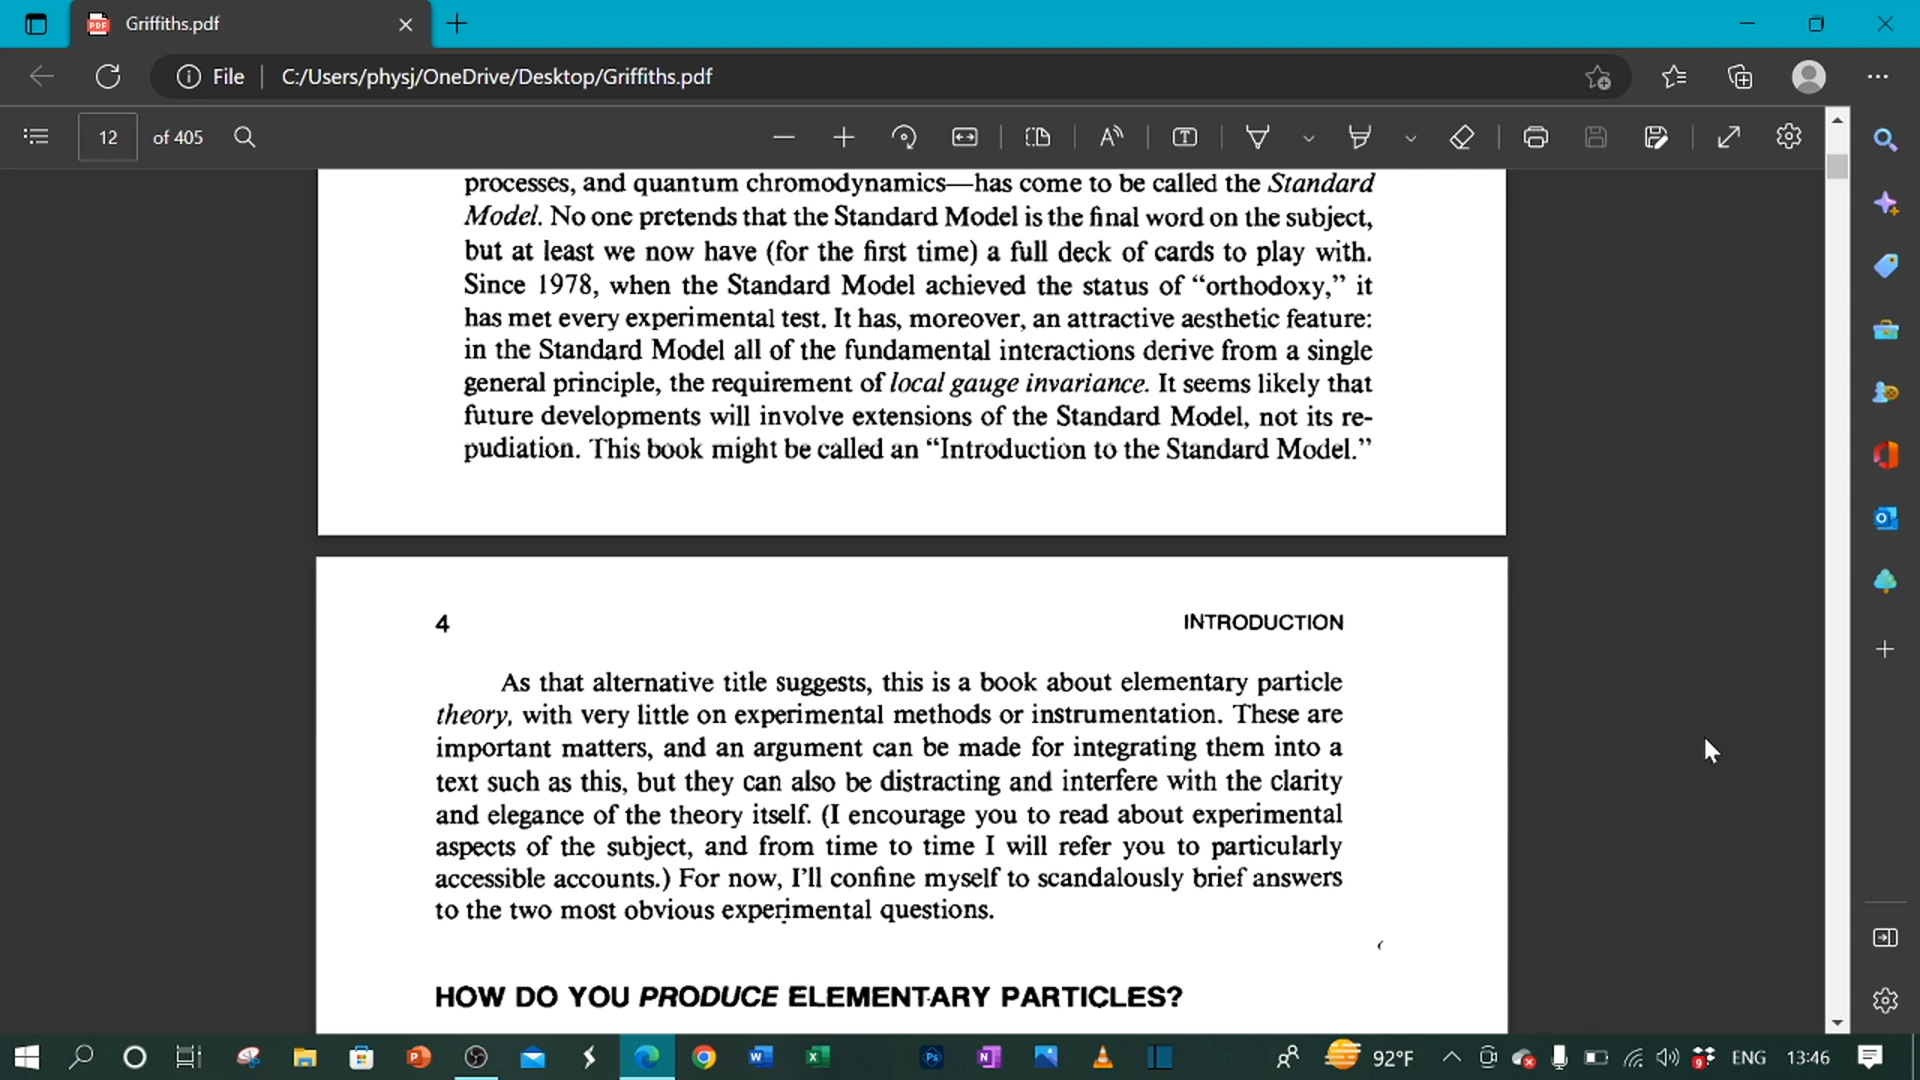 Griffiths.pdf
File
C:/Users/physj/OneDrive/Desktop/Griffiths.pdf
12 of 405
processes, and quantum chromodynamics—has come to be called the Standard
Model. No one pretends that the Standard Model is the final word on the subject,
but at least we now have (for the first time) a full deck of cards to play with.
Since 1978, when the Standard Model achieved the status of “orthodoxy,” it
has met every experimental test. It has, moreover, an attractive aesthetic feature:
in the Standard Model all of the fundamental interactions derive from a single
general principle, the requirement of local gauge invariance. It seems likely that
future developments will involve extensions of the Standard Model, not its re-
pudiation. This book might be called an “Introduction to the Standard Model.”
4 INTRODUCTION
As that alternative title suggests, this is a book about elementary particle
theory, with very little on experimental methods or instrumentation. These are
important matters, and an argument can be made for integrating them into a
text such as this, but they can also be distracting and interfere with the clarity
and elegance of the theory itself. (I encourage you to read about experimental
aspects of the subject, and from time to time I will refer you to particularly
accessible accounts.) For now, I’ll confine myself to scandalously brief answers
to the two most obvious experimental questions.
HOW DO YOU PRODUCE ELEMENTARY PARTICLES?
92°F ENG 13:46